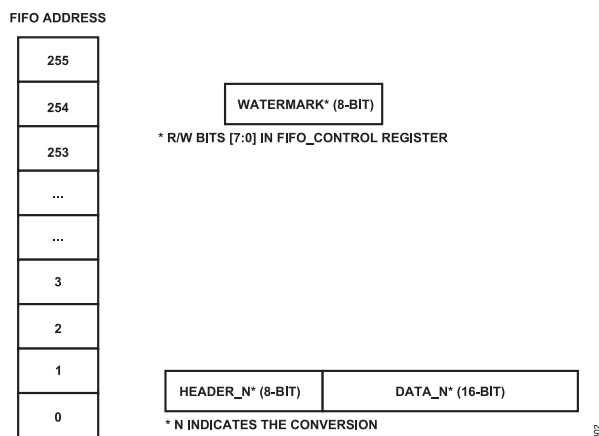 FIFO ADDRESS
255
254
253
...
...
3
2
1
0
WATERMARK* (8-BIT)
* R/W BITS [7:0] IN FIFO_CONTROL REGISTER
HEADER_N* (8-BIT) DATA_N* (16-BIT)
* N INDICATES THE CONVERSION